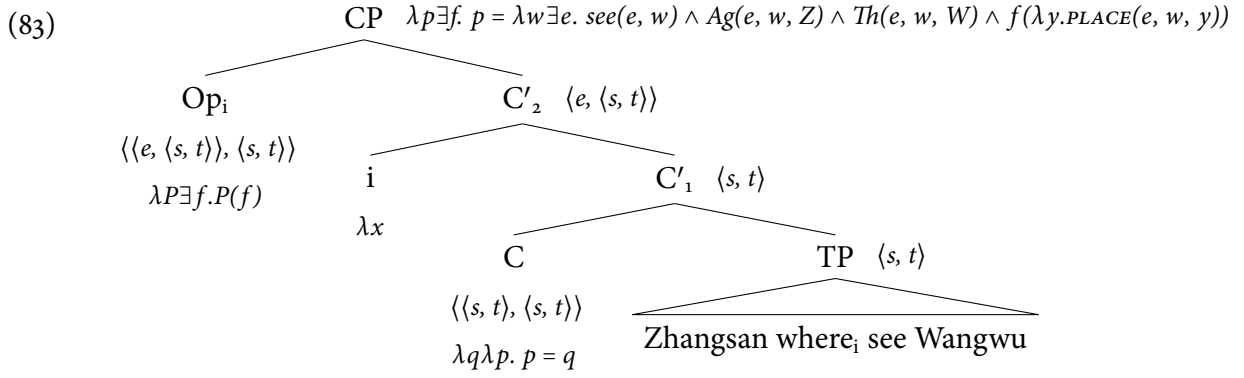 (83) CP λp∃f. p = λw∃e. see(e, w) ∧ Ag(e, w, Z) ∧ Th(e, w, W) ∧ f(λy.PLACE(e, w, y))
Opᵢ C′₂ ⟨e, ⟨s, t⟩⟩
⟨⟨e, ⟨s, t⟩⟩, ⟨s, t⟩⟩ i C′₁ ⟨s, t⟩
λP∃f.P(f) λx
C TP ⟨s, t⟩
⟨⟨s, t⟩, ⟨s, t⟩⟩
Zhangsan whereᵢ see Wangwu
λqλp. p = q